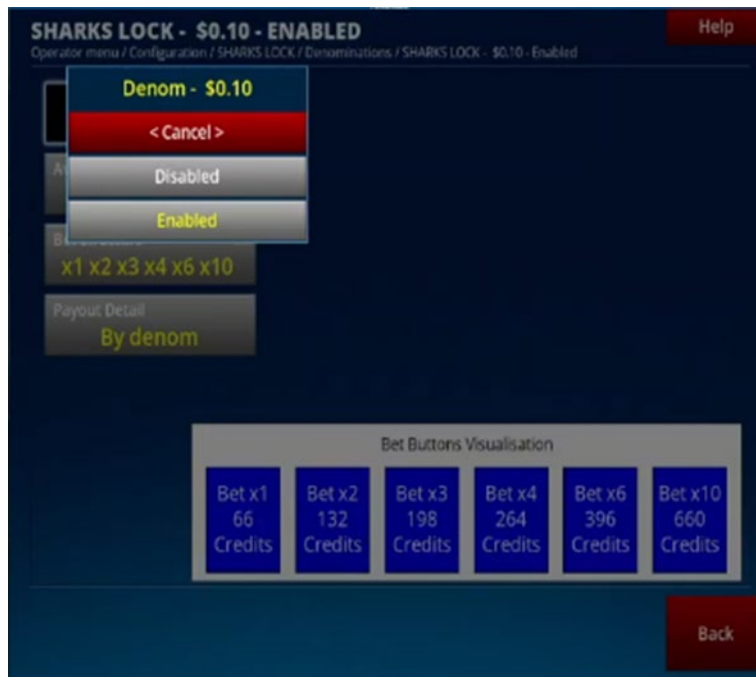 SHARKS LOCK - $0.10 - ENABLED
Help
Operator menu / Configuration / SHARKS LOCK / Denominations / SHARKS LOCK - $0.10 - Enabled
Denom - $0.10
< Cancel >
Disabled
Enabled
x1 x2 x3 x4 x6 x10
Payout Detail
By denom
Bet Buttons Visualisation
Bet x1
66
Credits
Bet x2
132
Credits
Bet x3
198
Credits
Bet x4
264
Credits
Bet x6
396
Credits
Bet x10
660
Credits
Back